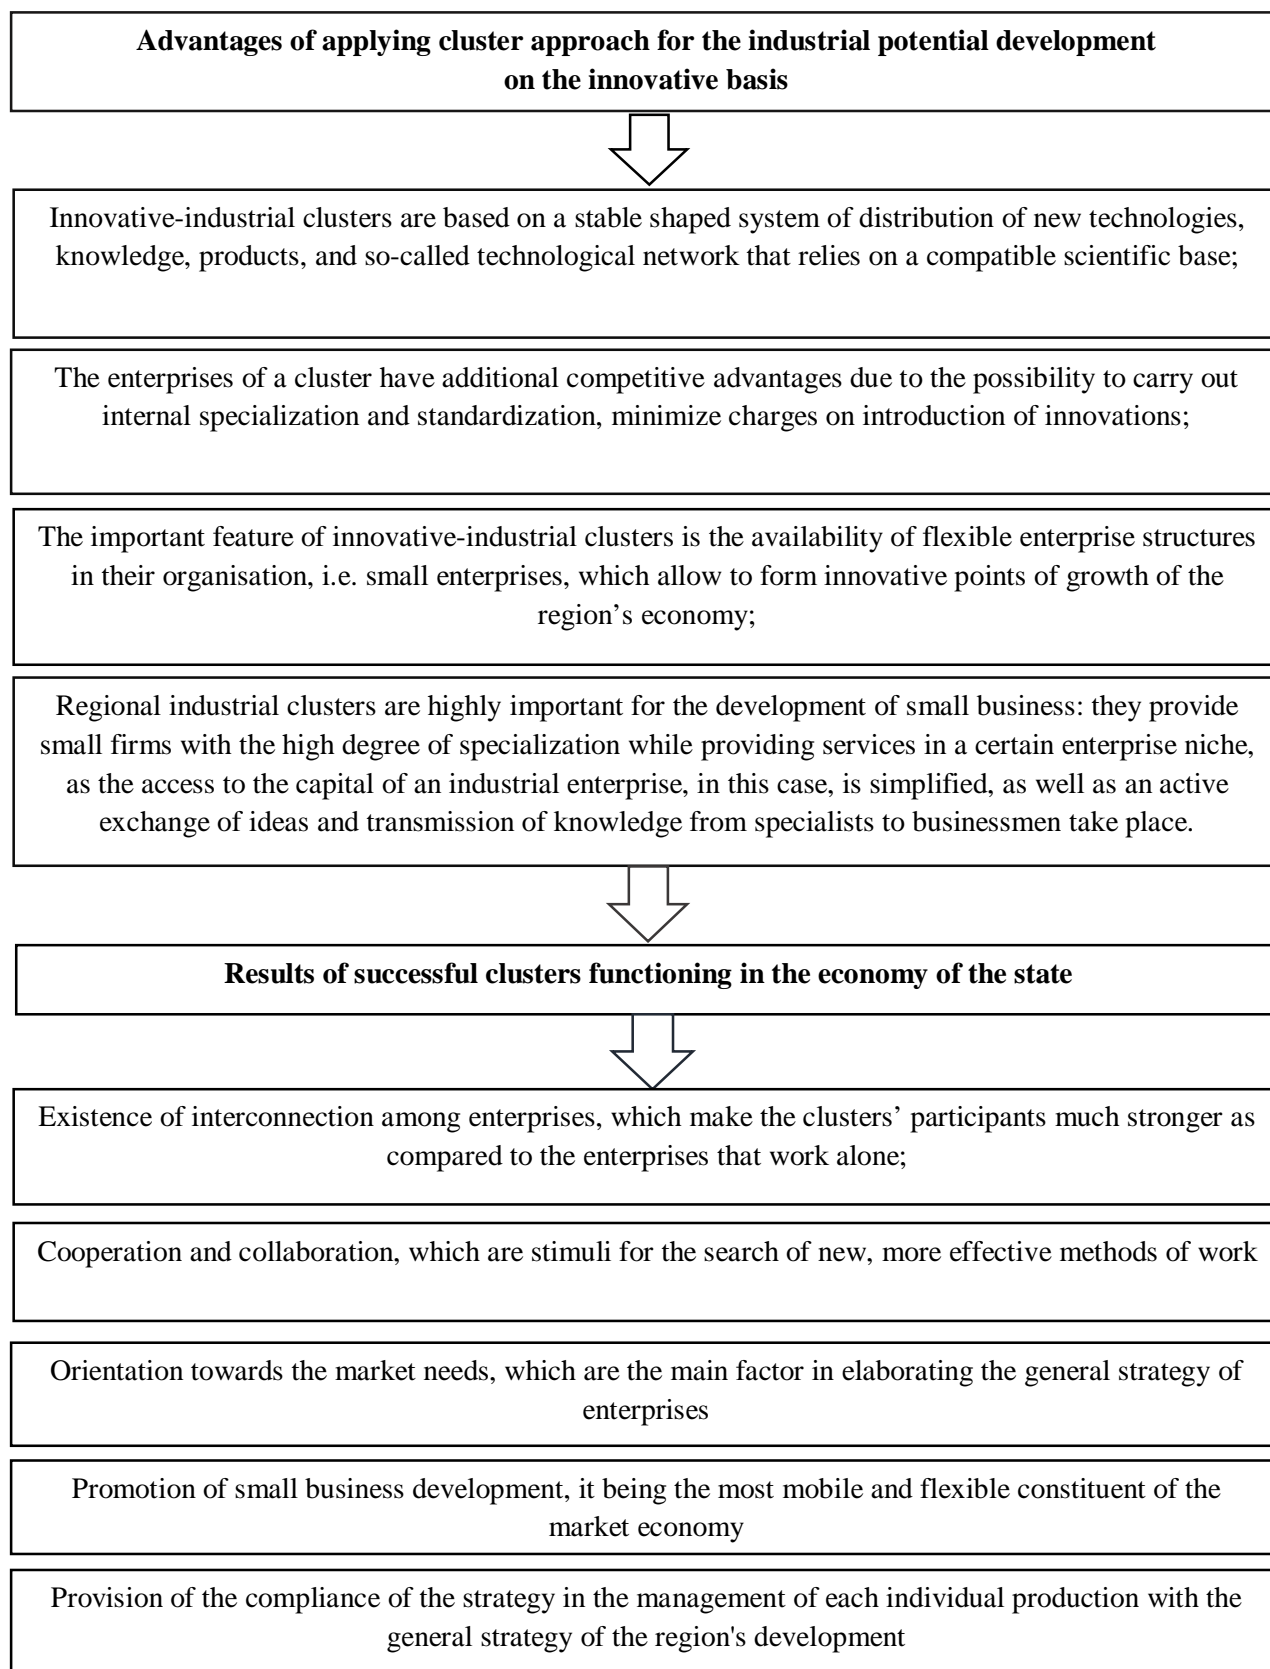 Advantages of applying cluster approach for the industrial potential development
on the innovative basis
Innovative-industrial clusters are based on a stable shaped system of distribution of new technologies,
knowledge, products, and so-called technological network that relies on a compatible scientific base;
The enterprises of a cluster have additional competitive advantages due to the possibility to carry out
internal specialization and standardization, minimize charges on introduction of innovations;
The important feature of innovative-industrial clusters is the availability of flexible enterprise structures
in their organisation, i.e. small enterprises, which allow to form innovative points of growth of the
region’s economy;
Regional industrial clusters are highly important for the development of small business: they provide
small firms with the high degree of specialization while providing services in a certain enterprise niche,
as the access to the capital of an industrial enterprise, in this case, is simplified, as well as an active
exchange of ideas and transmission of knowledge from specialists to businessmen take place.
Results of successful clusters functioning in the economy of the state
Existence of interconnection among enterprises, which make the clusters’ participants much stronger as
compared to the enterprises that work alone;
Cooperation and collaboration, which are stimuli for the search of new, more effective methods of work
Orientation towards the market needs, which are the main factor in elaborating the general strategy of
enterprises
Promotion of small business development, it being the most mobile and flexible constituent of the
market economy
Provision of the compliance of the strategy in the management of each individual production with the
general strategy of the region's development